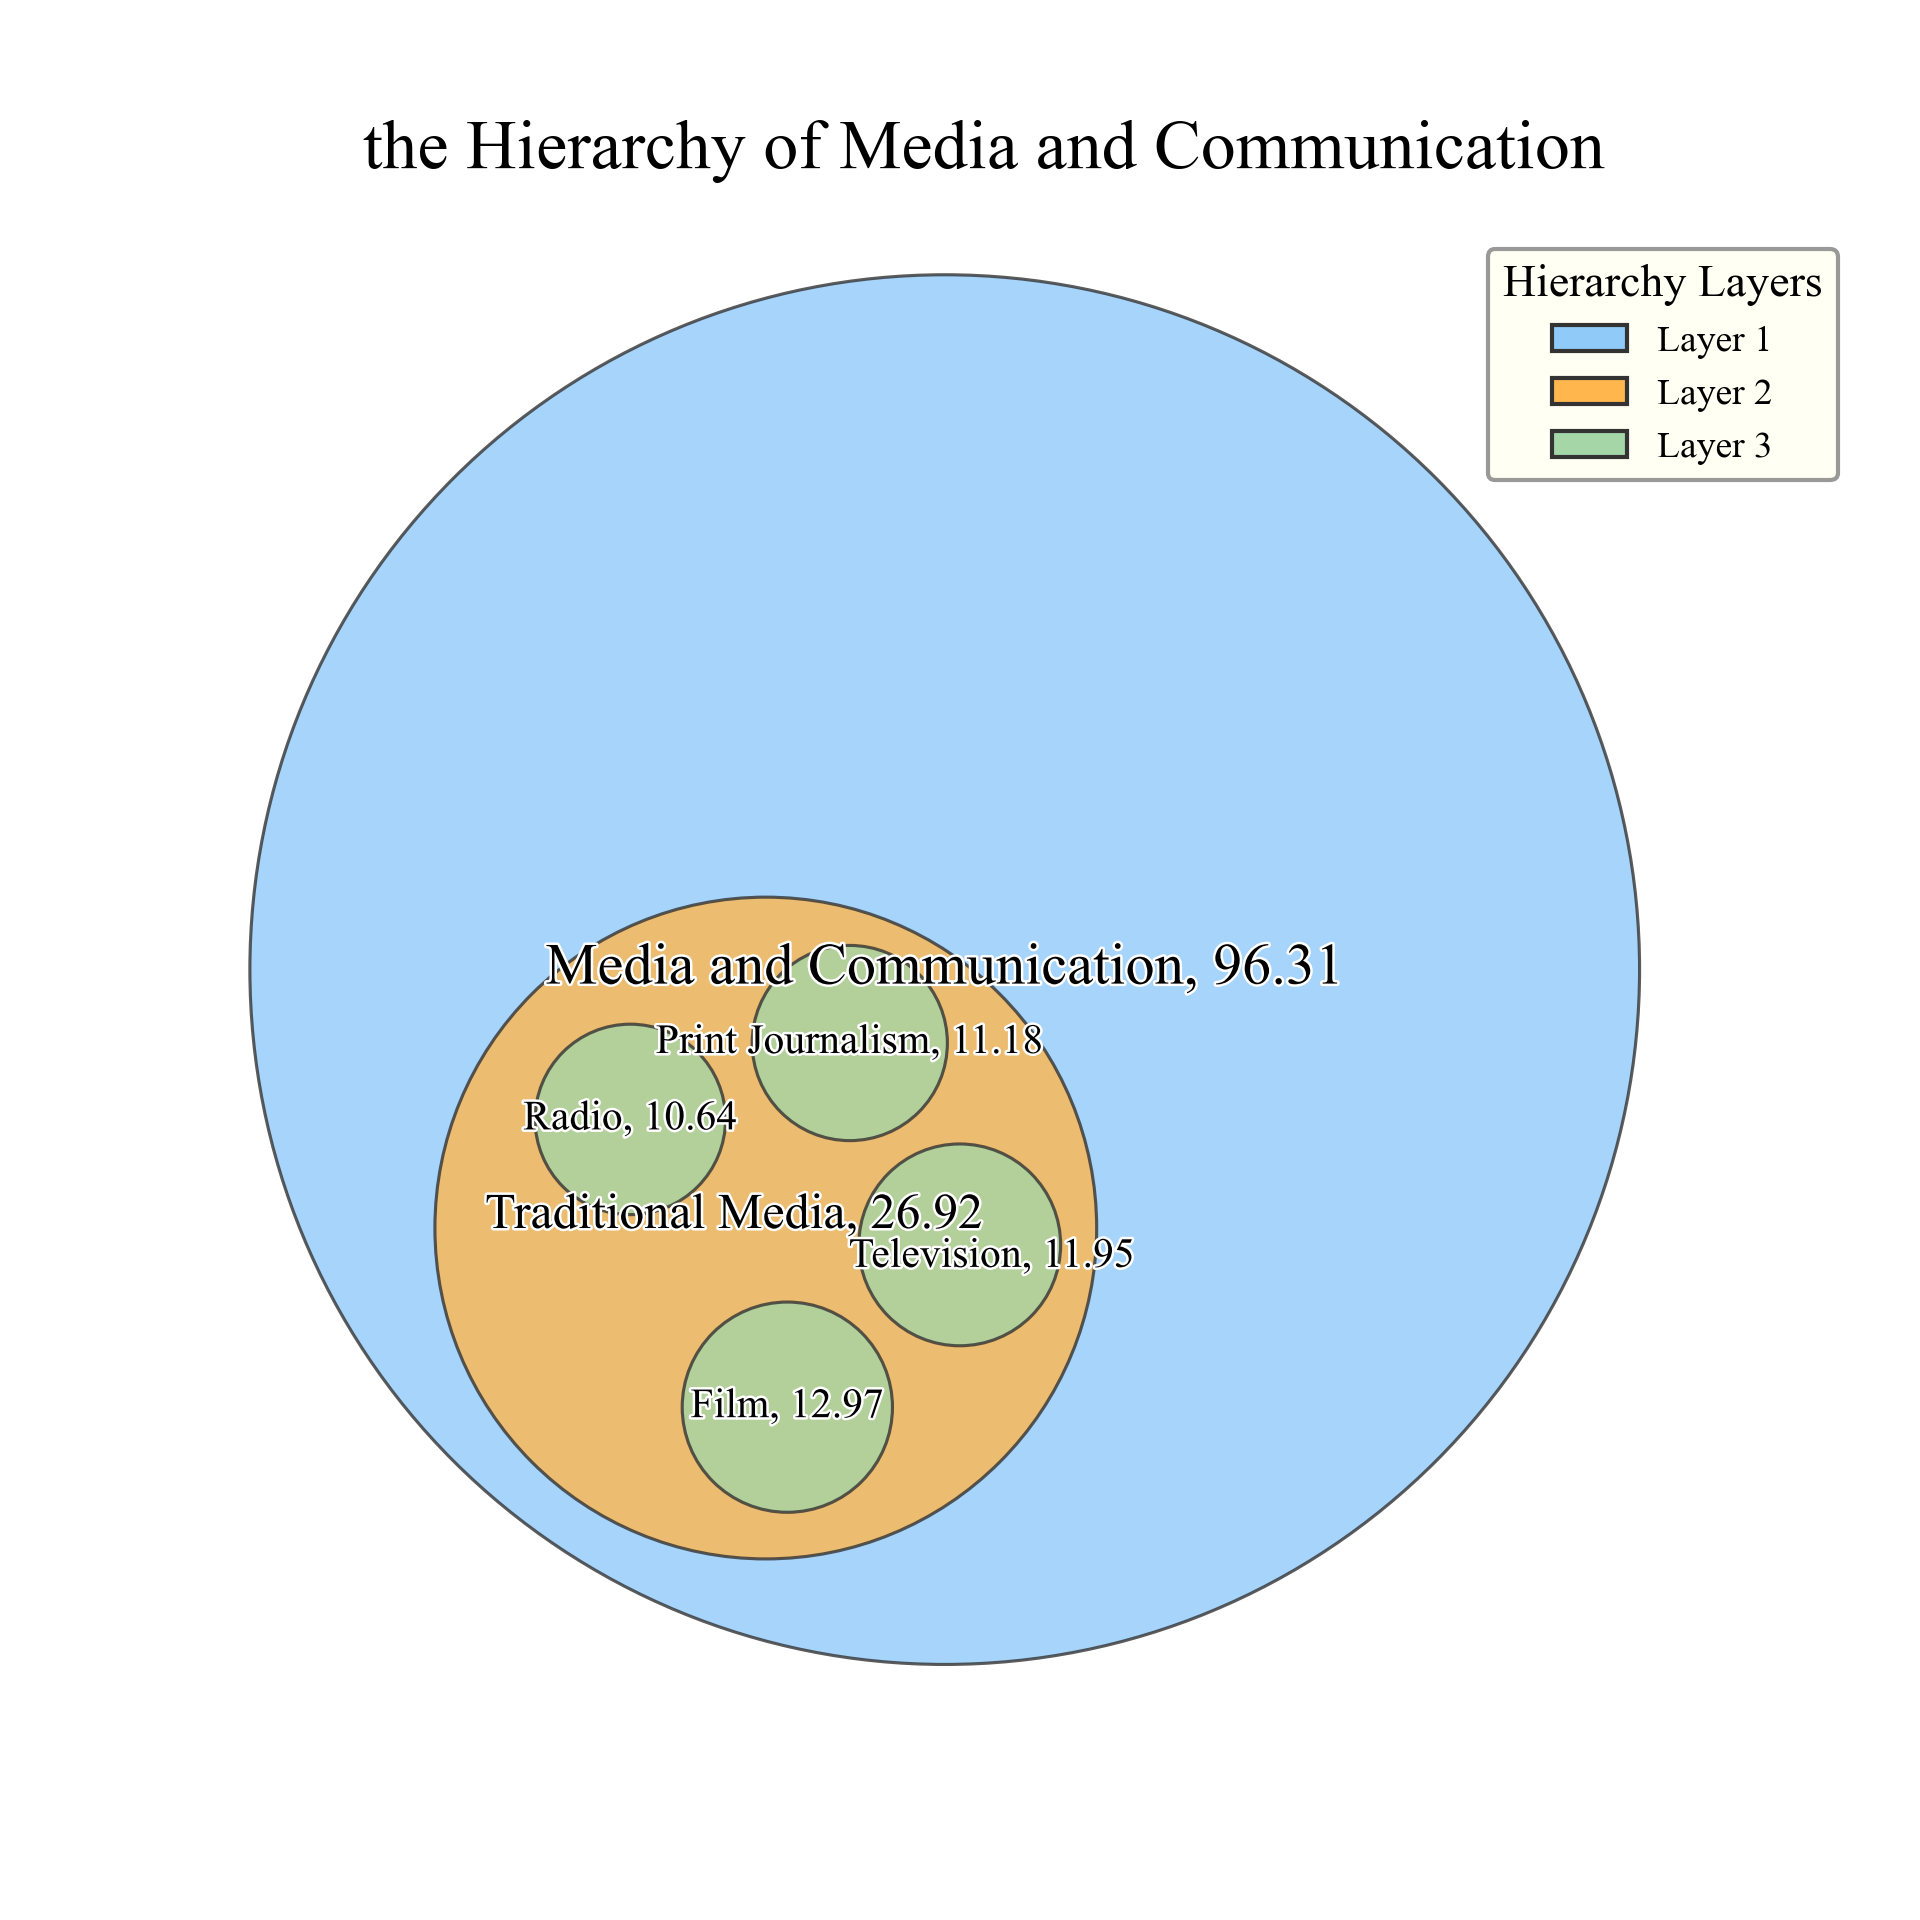 the Hierarchy of Media and Communication
Hierarchy Layers
Layer 1
Layer 2
Layer 3
Media and Communication, 96.31
Print Journalism, 11.18
Radio, 10.64
Traditional Media, 26.92
Television, 11.95
Film, 12.97